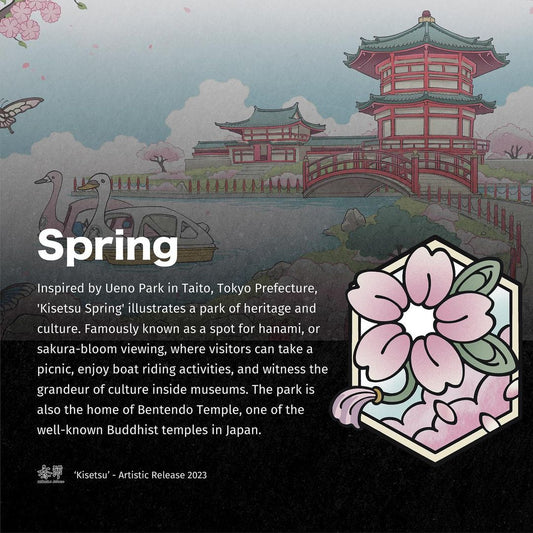 Spring
Inspired by Ueno Park in Taito, Tokyo Prefecture,
'Kisetsu Spring' illustrates a park of heritage and
culture. Famously known as a spot for hanami, or
sakura-bloom viewing, where visitors can take a
picnic, enjoy boat riding activities, and witness the
grandeur of culture inside museums. The park is
also the home of Bentendo Temple, one of the
well-known Buddhist temples in Japan.
‘Kisetsu’ - Artistic Release 2023